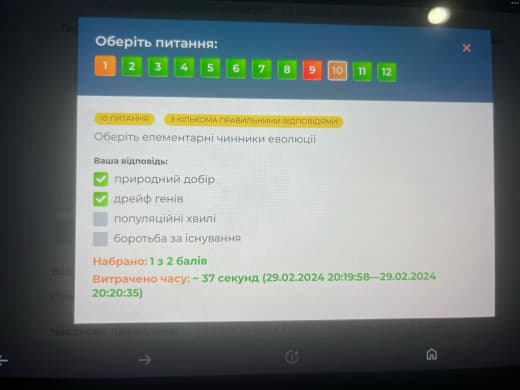 Оберіть питання:
1 2 3 4 5 6 7 8 9 10 11 12
10 ПИТАННЯ З КІЛЬКОМА ПРАВИЛЬНИМИ ВІДПОВІДЯМИ
Оберіть елементарні чинники еволюції
Ваша відповідь:
природний добір
дрейф генів
популяційні хвилі
боротьба за існування
Набрано: 1 з 2 балів
Витрачено часу: ~ 37 секунд (29.02.2024 20:19:58—29.02.2024
20:20:35)